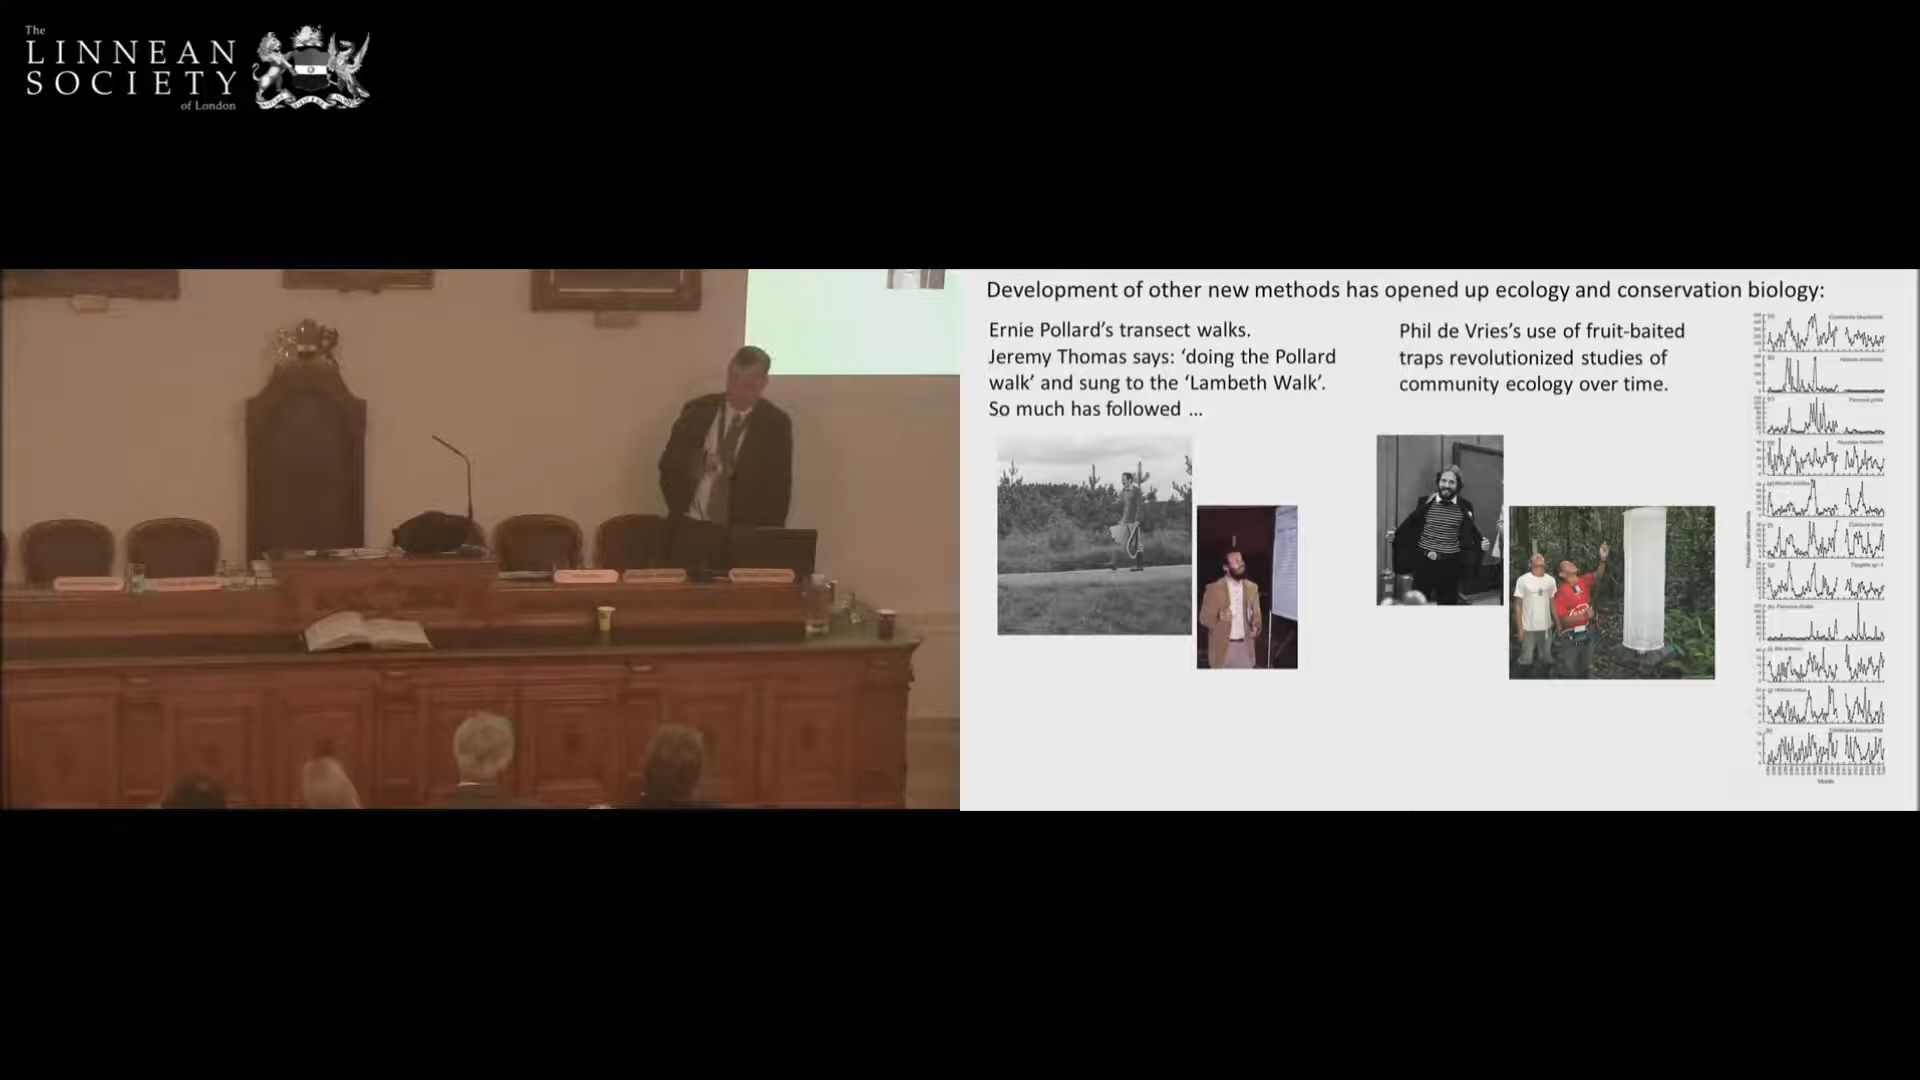 The
LINNEAN
SOCIETY
of London
Development of other new methods has opened up ecology and conservation biology:
Ernie Pollard’s transect walks.
Jeremy Thomas says: ‘doing the Pollard
walk’ and sung to the ‘Lambeth Walk’.
So much has followed ...
Phil de Vries’s use of fruit-baited
traps revolutionized studies of
community ecology over time.
Month